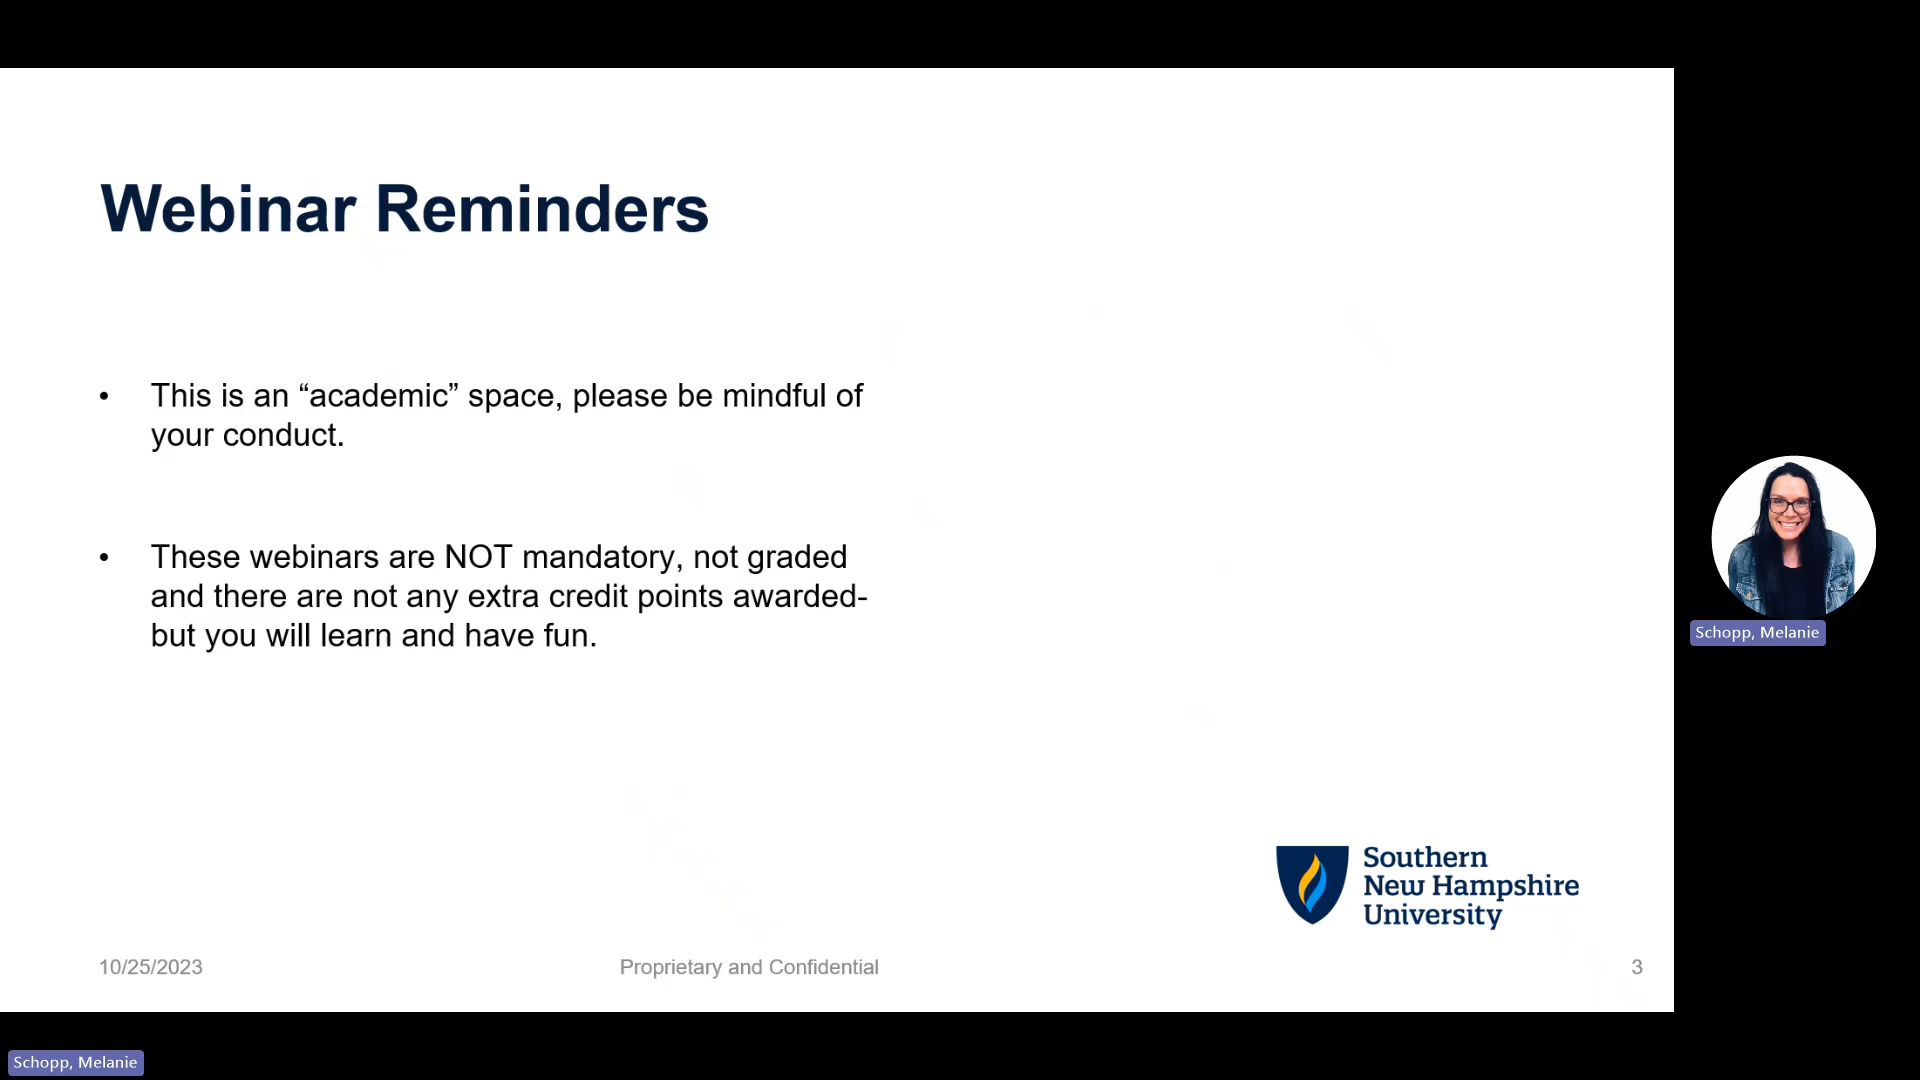 Webinar Reminders
• This is an “academic” space, please be mindful of
your conduct.
• These webinars are NOT mandatory, not graded
and there are not any extra credit points awarded-
but you will learn and have fun.
Schopp, Melanie
Southern
New Hampshire
University
10/25/2023
Proprietary and Confidential
3
Schopp, Melanie